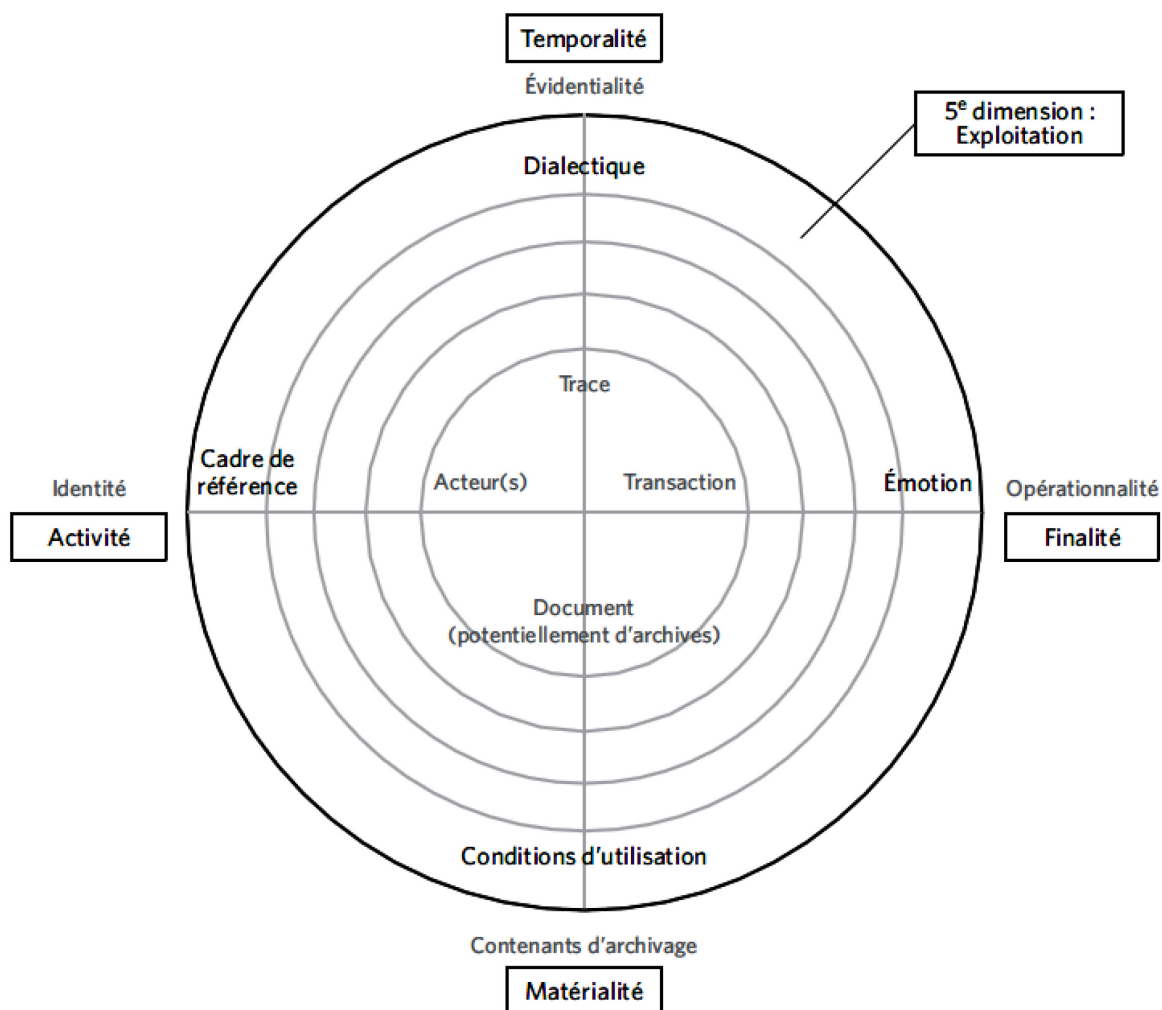 Temporalité
Évidentialité
5e dimension :
Exploitation
Dialectique
Trace
Cadre de
référence
Acteur(s)
Transaction
Émotion
Identité
Opérationnalité
Activité
Finalité
Document
(potentiellement d'archives)
Conditions d'utilisation
Contenants d'archivage
Matérialité